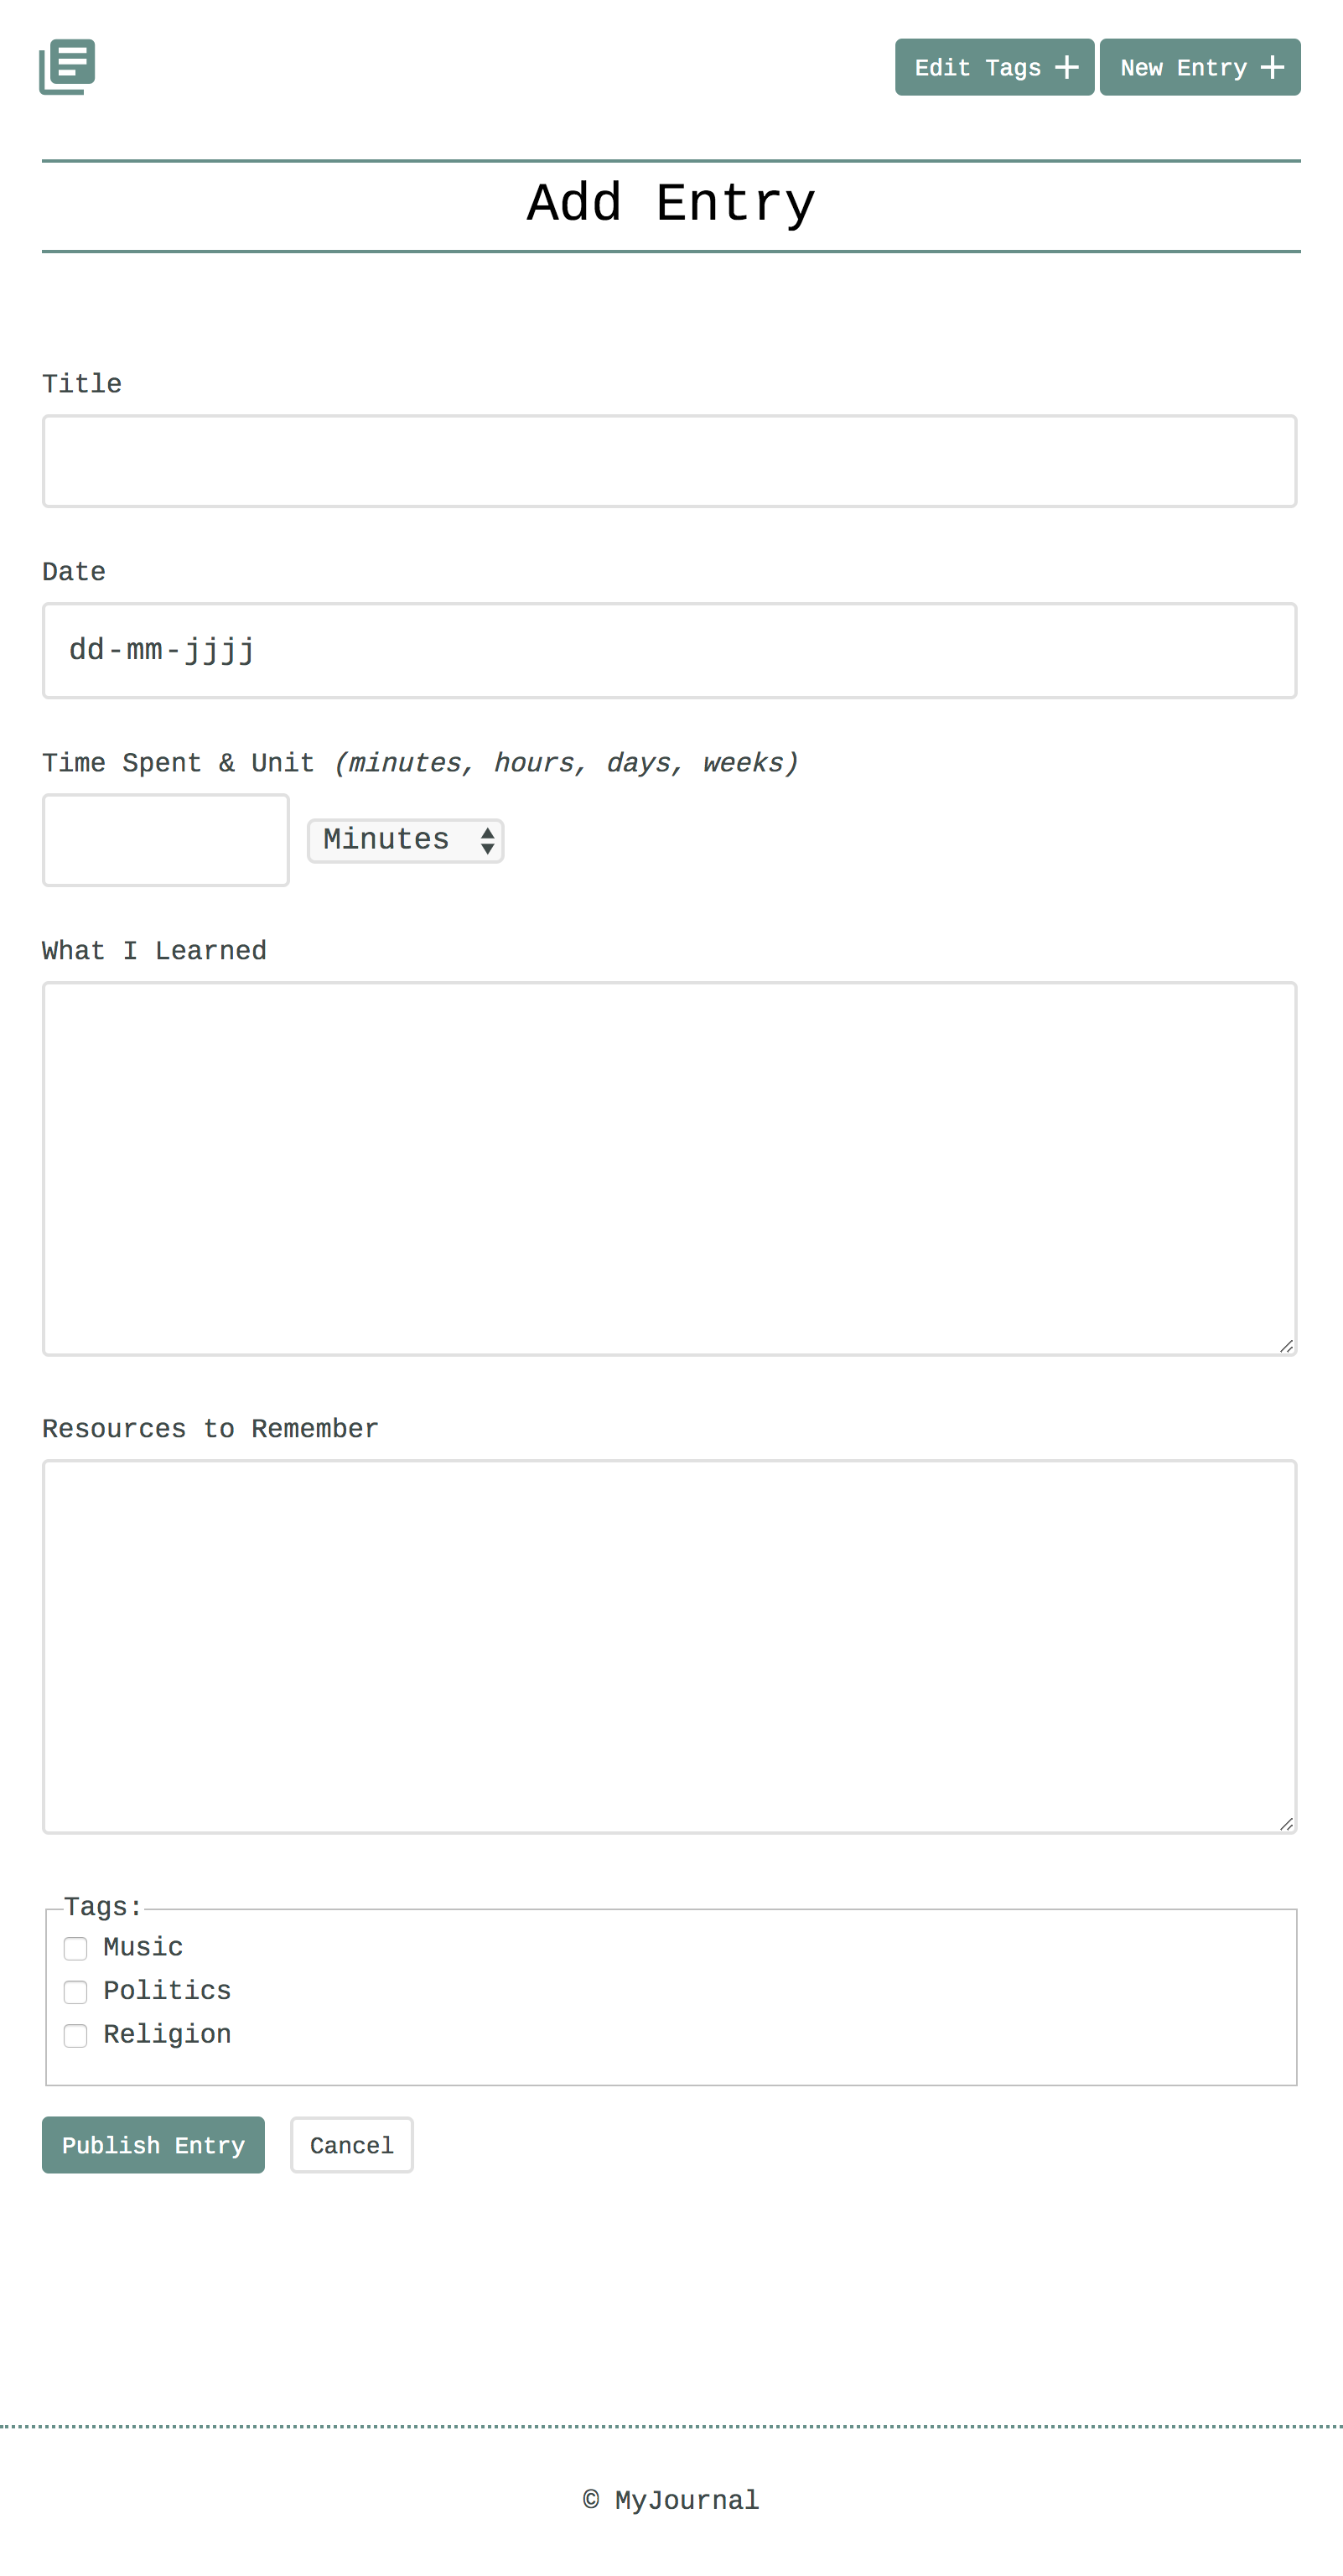 Edit Tags
New Entry
Add Entry
Title
Date
dd-mm-jjjj
Time Spent & Unit (minutes, hours, days, weeks)
Minutes
What I Learned
Resources to Remember
Tags:
Music
Politics
Religion
Publish Entry
Cancel
© MyJournal